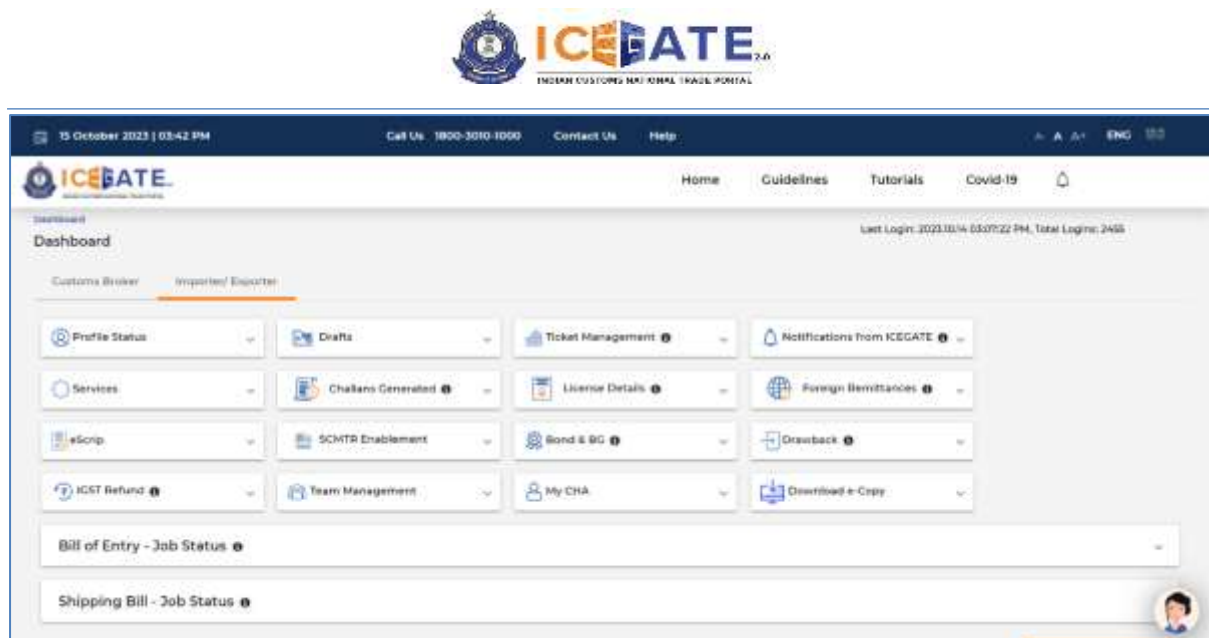 ICEGATE 2.0
INDIAN CUSTOMS NATIONAL TRADE PORTAL
15 October 2023 | 03:42 PM Call Us 1800-3010-1000 Contact Us Help A- A A+ ENG
ICEGATE
Home Guidelines Tutorials Covid-19
Dashboard
Dashboard
Last Login: 2023.10.14 03:07:22 PM, Total Logins: 2455
Customs Broker Importer/ Exporter
Profile Status Drafts Ticket Management Notifications from ICEGATE
Services Challans Generated License Details Foreign Remittances
eScrip SCMTR Enablement Bond & BG Drawback
IGST Refund Team Management My CHA Download e-Copy
Bill of Entry - Job Status
Shipping Bill - Job Status